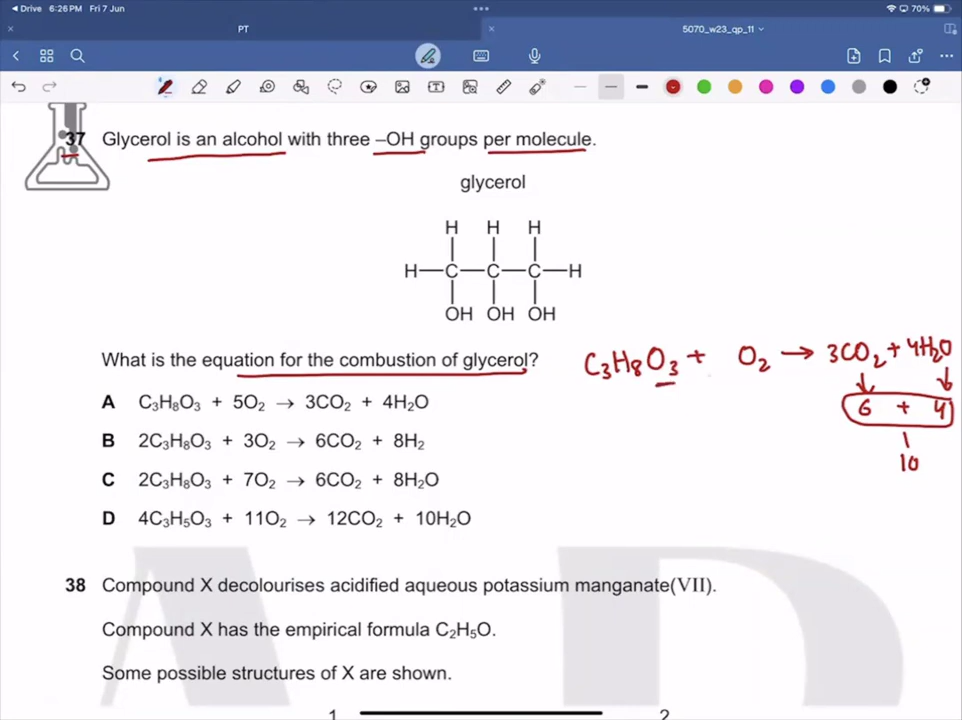 Drive 6:26 PM Fri 7 Jun 70%
PT 5070_w23_qp_11
37 Glycerol is an alcohol with three –OH groups per molecule.
glycerol
H H H
H—C—C—C—H
OH OH OH
What is the equation for the combustion of glycerol?
C₃H₈O₃ + O₂ → 3CO₂ + 4H₂O
6 + 4
10
A C₃H₈O₃ + 5O₂ → 3CO₂ + 4H₂O
B 2C₃H₈O₃ + 3O₂ → 6CO₂ + 8H₂
C 2C₃H₈O₃ + 7O₂ → 6CO₂ + 8H₂O
D 4C₃H₅O₃ + 11O₂ → 12CO₂ + 10H₂O
38 Compound X decolourises acidified aqueous potassium manganate(VII).
Compound X has the empirical formula C₂H₅O.
Some possible structures of X are shown.
1 2